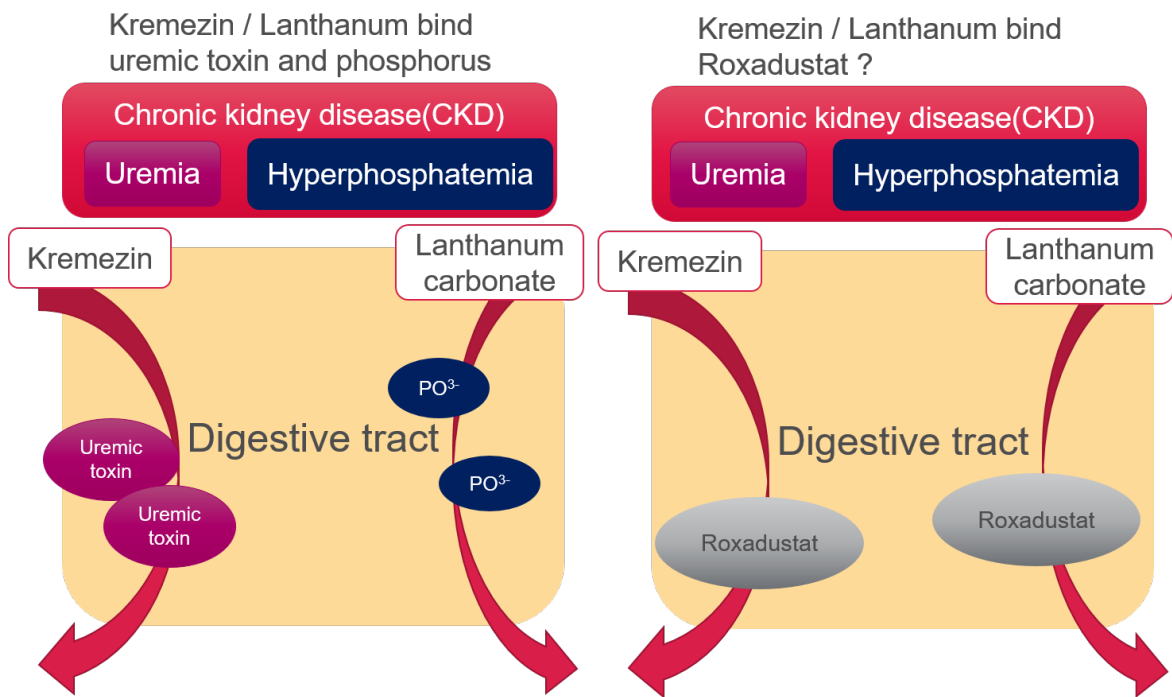 Kremezin / Lanthanum bind
uremic toxin and phosphorus
Chronic kidney disease(CKD)
Uremia
Hyperphosphatemia
Kremezin
Lanthanum
carbonate
PO³⁻
Digestive tract
Uremic
toxin
PO³⁻
Uremic
toxin
Kremezin / Lanthanum bind
Roxadustat ?
Chronic kidney disease(CKD)
Uremia
Hyperphosphatemia
Kremezin
Lanthanum
carbonate
Digestive tract
Roxadustat
Roxadustat